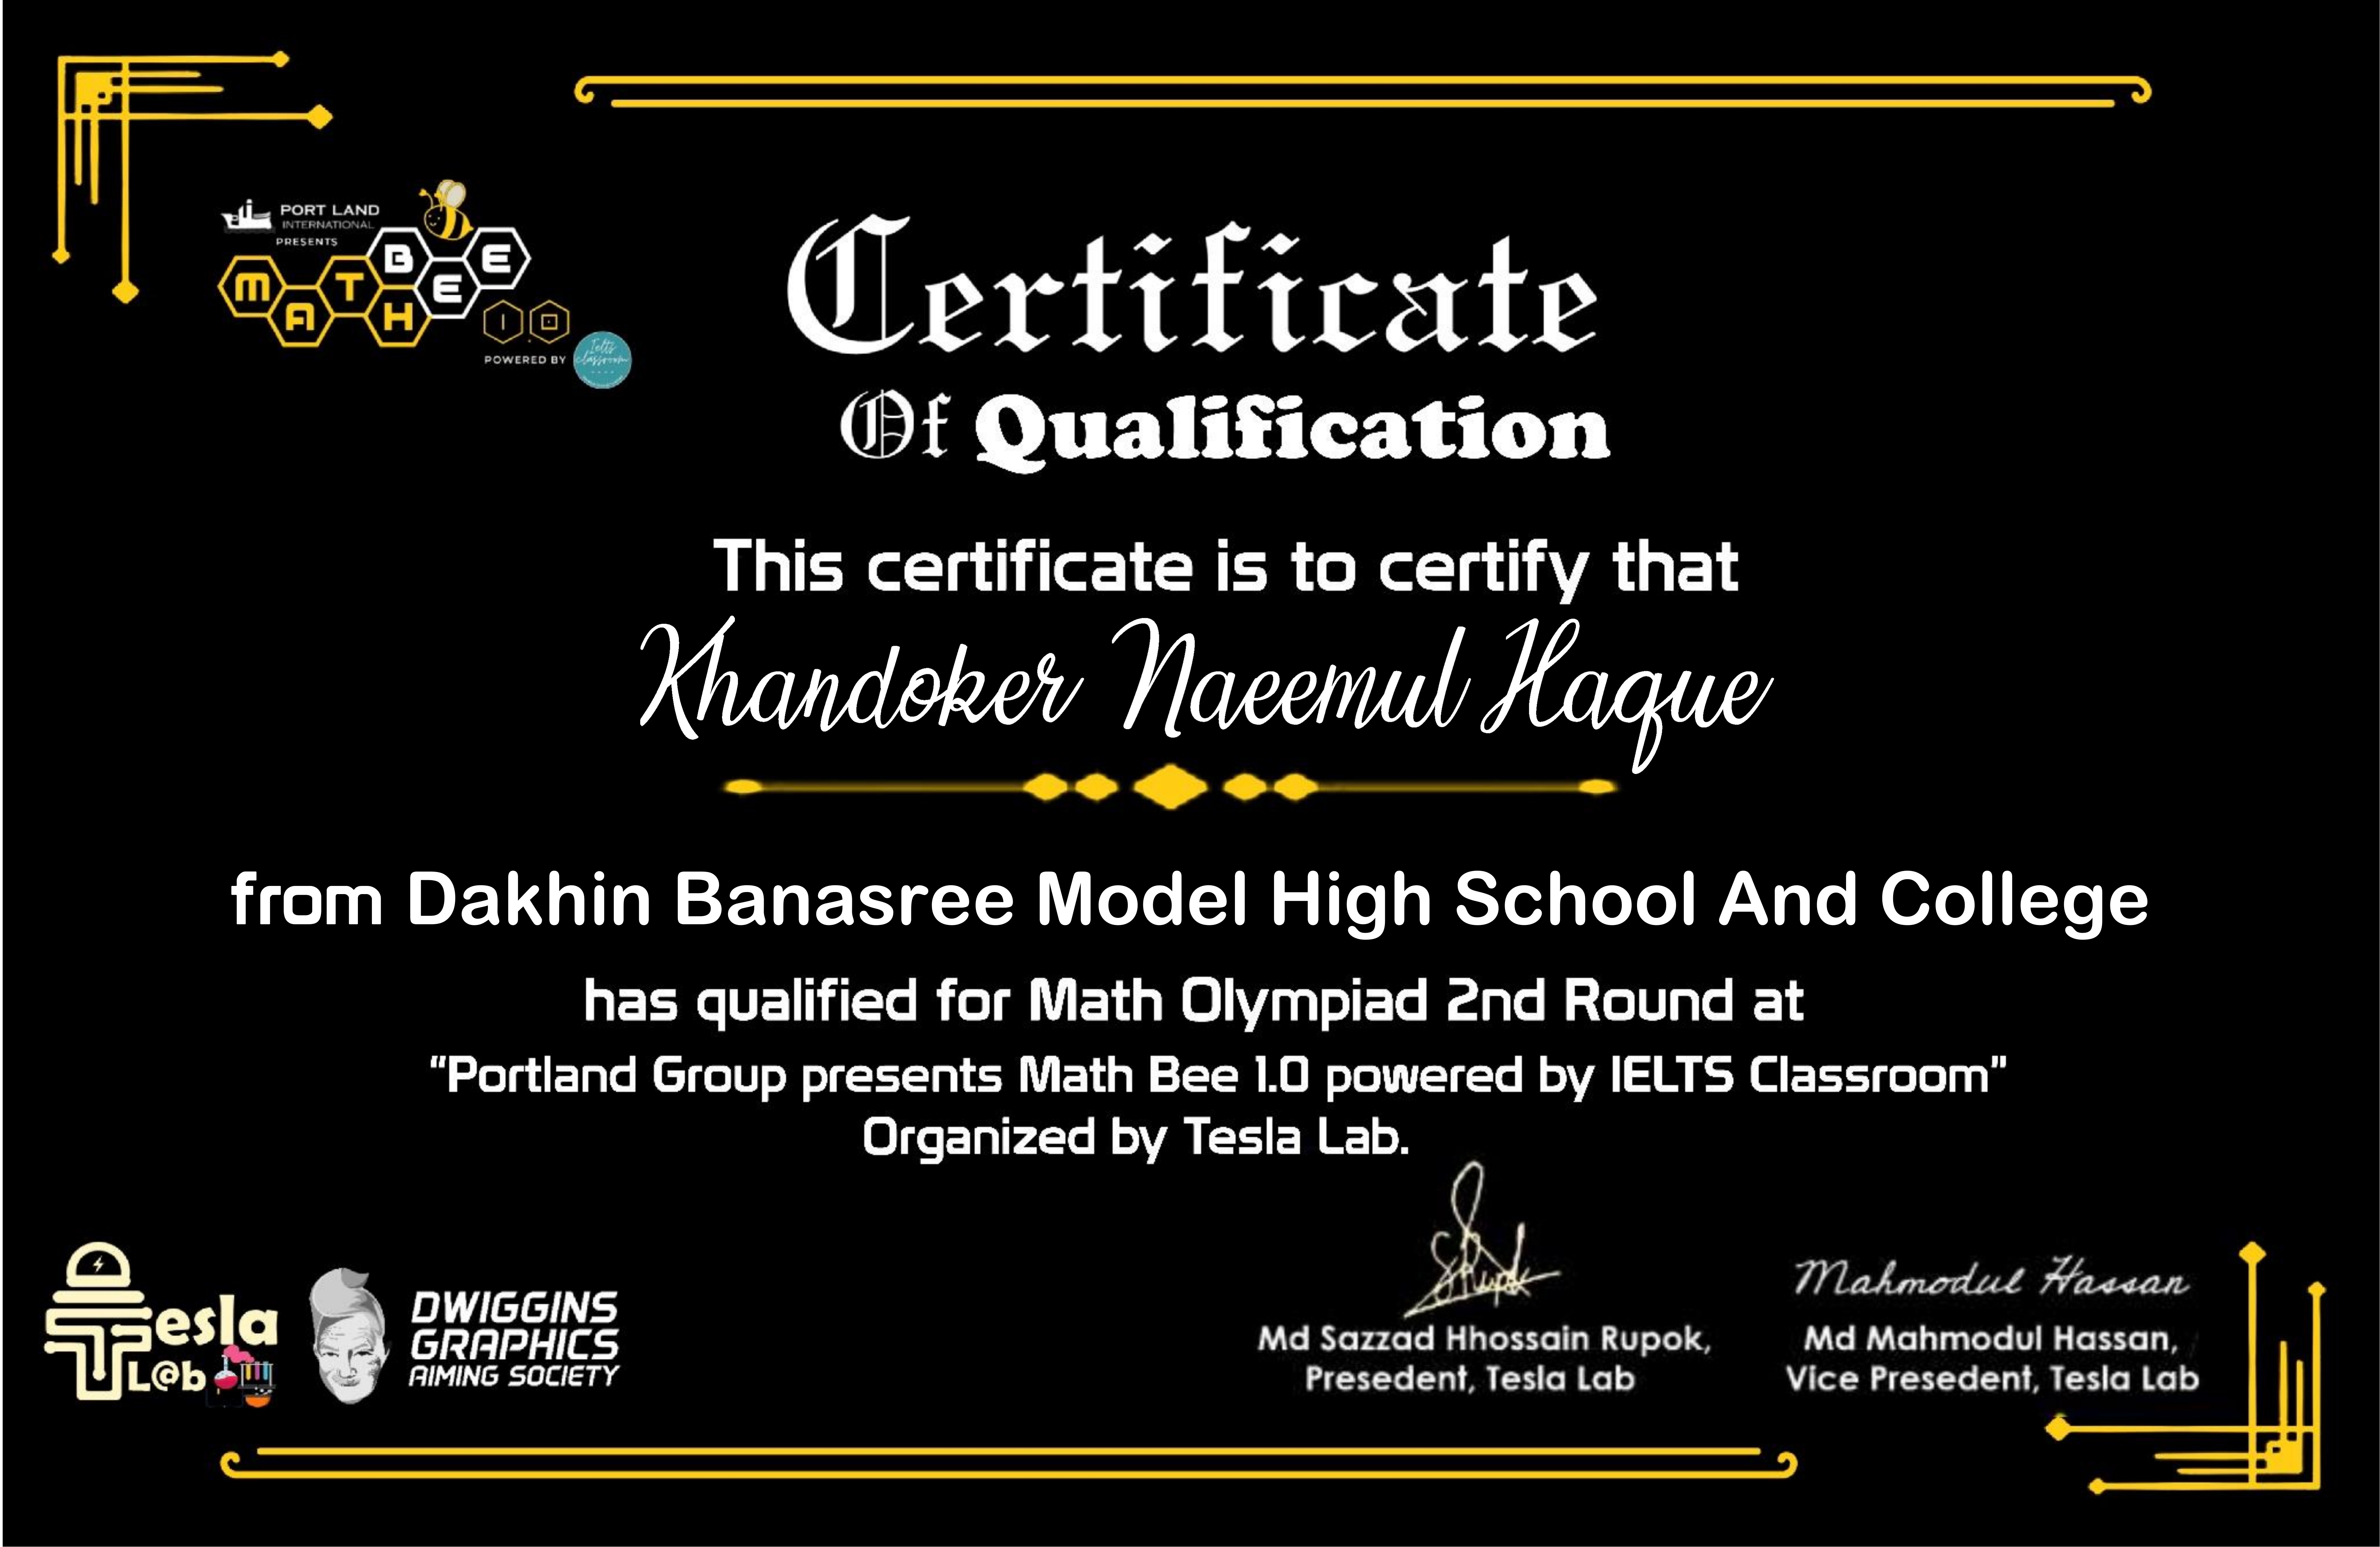 PORT LAND
INTERNATIONAL
PRESENTS
MATH BEE
1.0
POWERED BY
Ielts classroom
Certificate
Of Qualification
This certificate is to certify that
Khandoker Naeemul Haque
from Dakhin Banasree Model High School And College
has qualified for Math Olympiad 2nd Round at
“Portland Group presents Math Bee 1.0 powered by IELTS Classroom”
Organized by Tesla Lab.
Tesla
L@b
DWIGGINS
GRAPHICS
AIMING SOCIETY
Md Sazzad Hhossain Rupok,
Presedent, Tesla Lab
Mahmodul Hassan
Md Mahmodul Hassan,
Vice Presedent, Tesla Lab